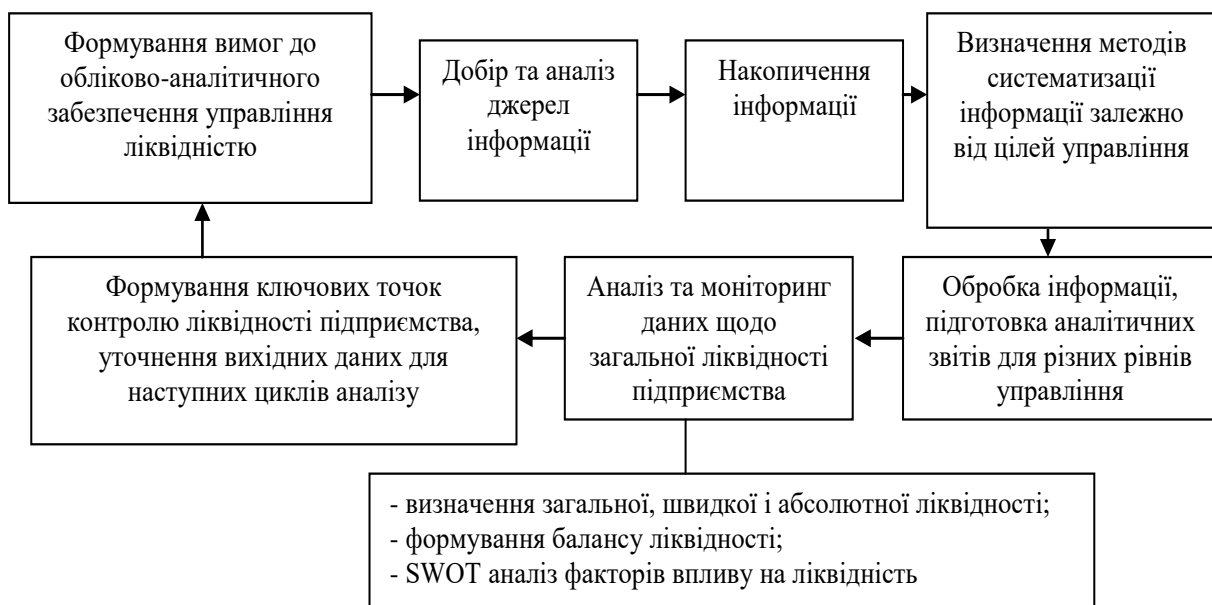 Формування вимог до
обліково-аналітичного
забезпечення управління
ліквідністю
Добір та аналіз
джерел
інформації
Накопичення
інформації
Визначення методів
систематизації
інформації залежно
від цілей управління
Формування ключових точок
контролю ліквідності підприємства,
уточнення вихідних даних для
наступних циклів аналізу
Аналіз та моніторинг
даних щодо
загальної ліквідності
підприємства
Обробка інформації,
підготовка аналітичних
звітів для різних рівнів
управління
- визначення загальної, швидкої і абсолютної ліквідності;
- формування балансу ліквідності;
- SWOT аналіз факторів впливу на ліквідність